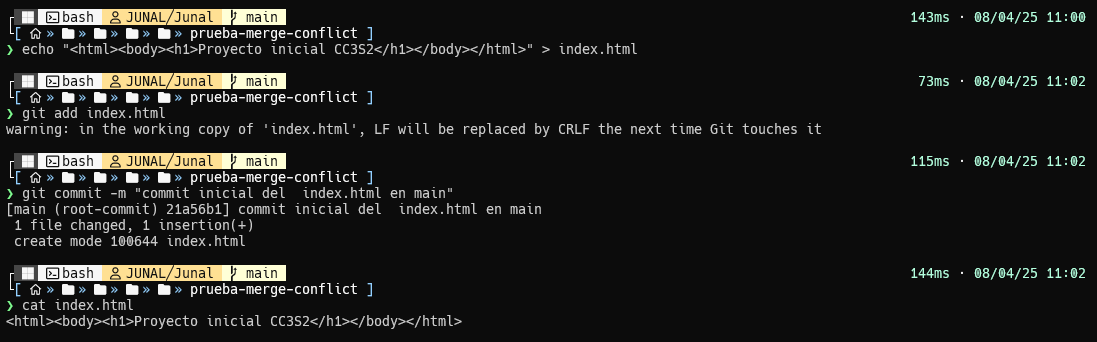 bash JUNAL/Junal main 143ms · 08/04/25 11:00
[ » » » » » prueba-merge-conflict ]
❯ echo "<html><body><h1>Proyecto inicial CC3S2</h1></body></html>" > index.html
bash JUNAL/Junal main 73ms · 08/04/25 11:02
[ » » » » » prueba-merge-conflict ]
❯ git add index.html
warning: in the working copy of 'index.html', LF will be replaced by CRLF the next time Git touches it
bash JUNAL/Junal main 115ms · 08/04/25 11:02
[ » » » » » prueba-merge-conflict ]
❯ git commit -m "commit inicial del  index.html en main"
[main (root-commit) 21a56b1] commit inicial del  index.html en main
 1 file changed, 1 insertion(+)
 create mode 100644 index.html
bash JUNAL/Junal main 144ms · 08/04/25 11:02
[ » » » » » prueba-merge-conflict ]
❯ cat index.html
<html><body><h1>Proyecto inicial CC3S2</h1></body></html>